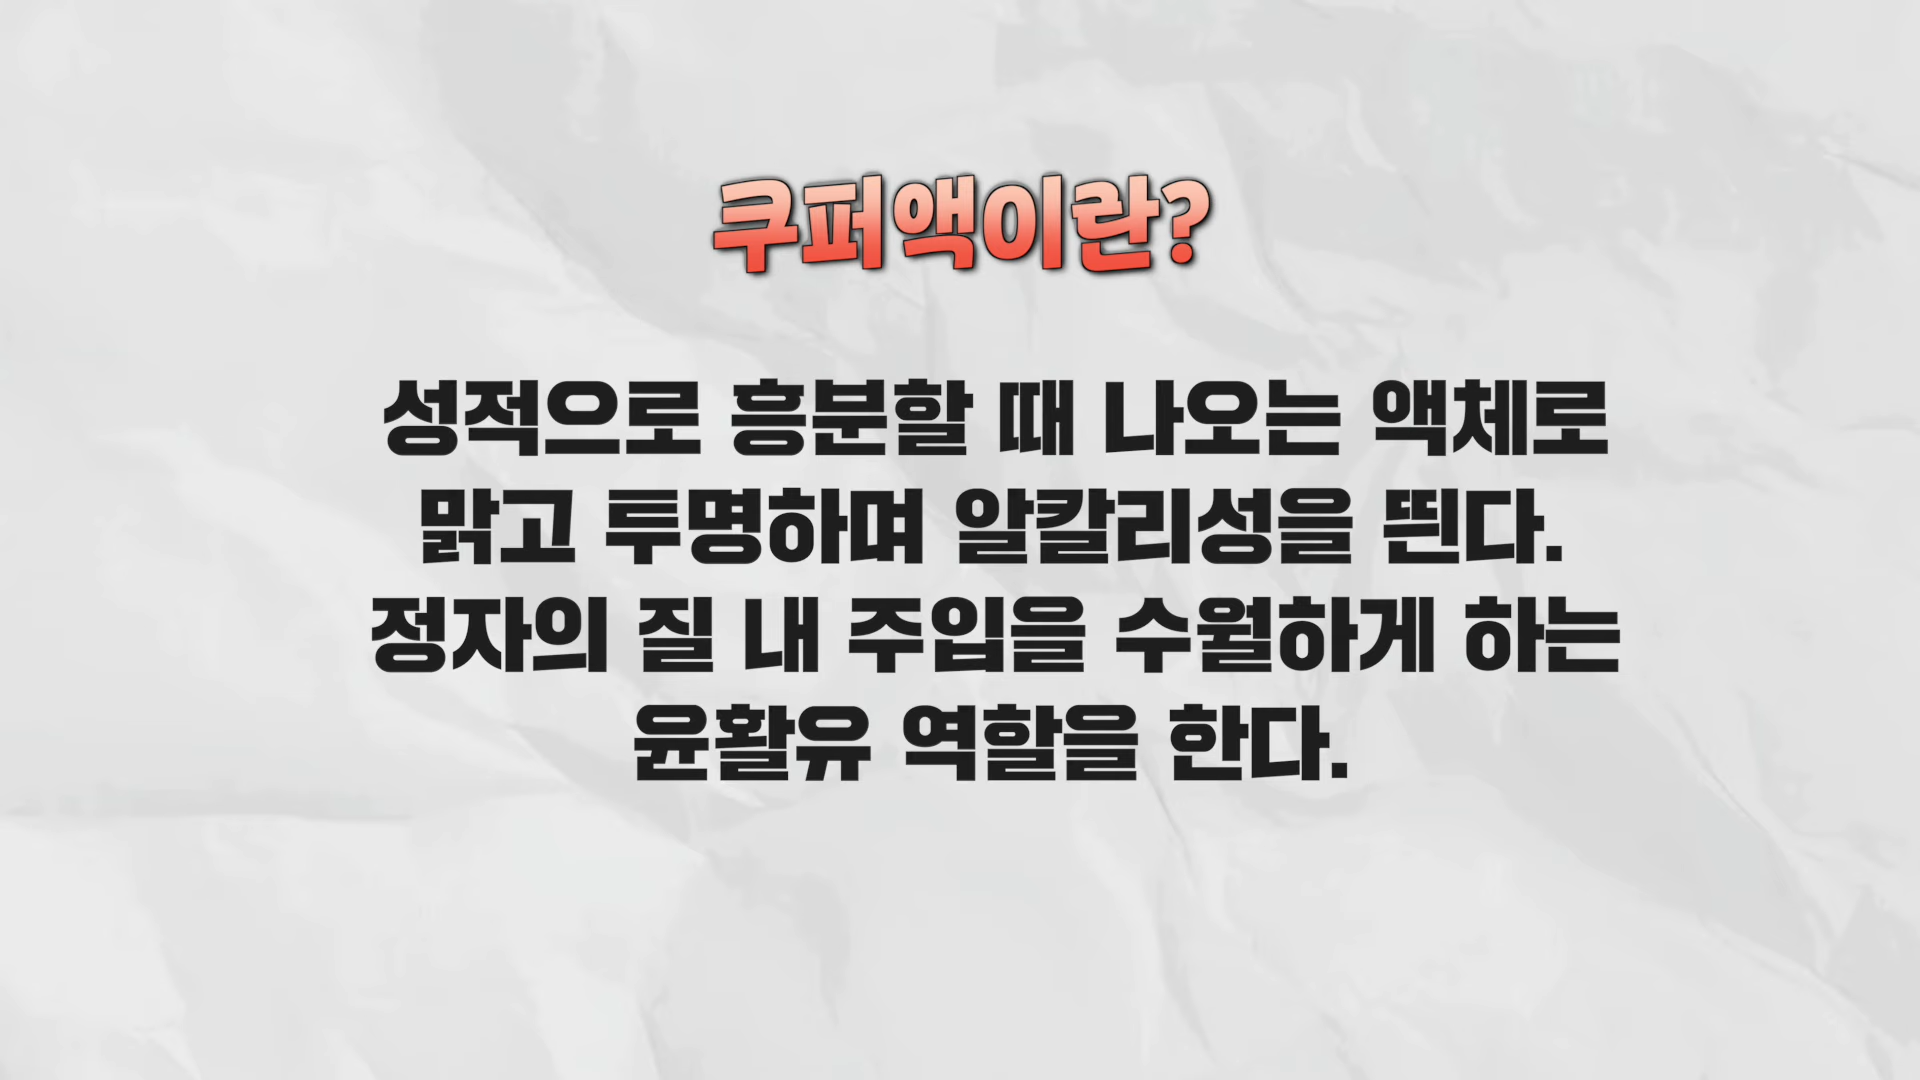 쿠퍼액이란?
성적으로 흥분할 때 나오는 액체로
맑고 투명하며 알칼리성을 띈다.
정자의 질 내 주입을 수월하게 하는
윤활유 역할을 한다.